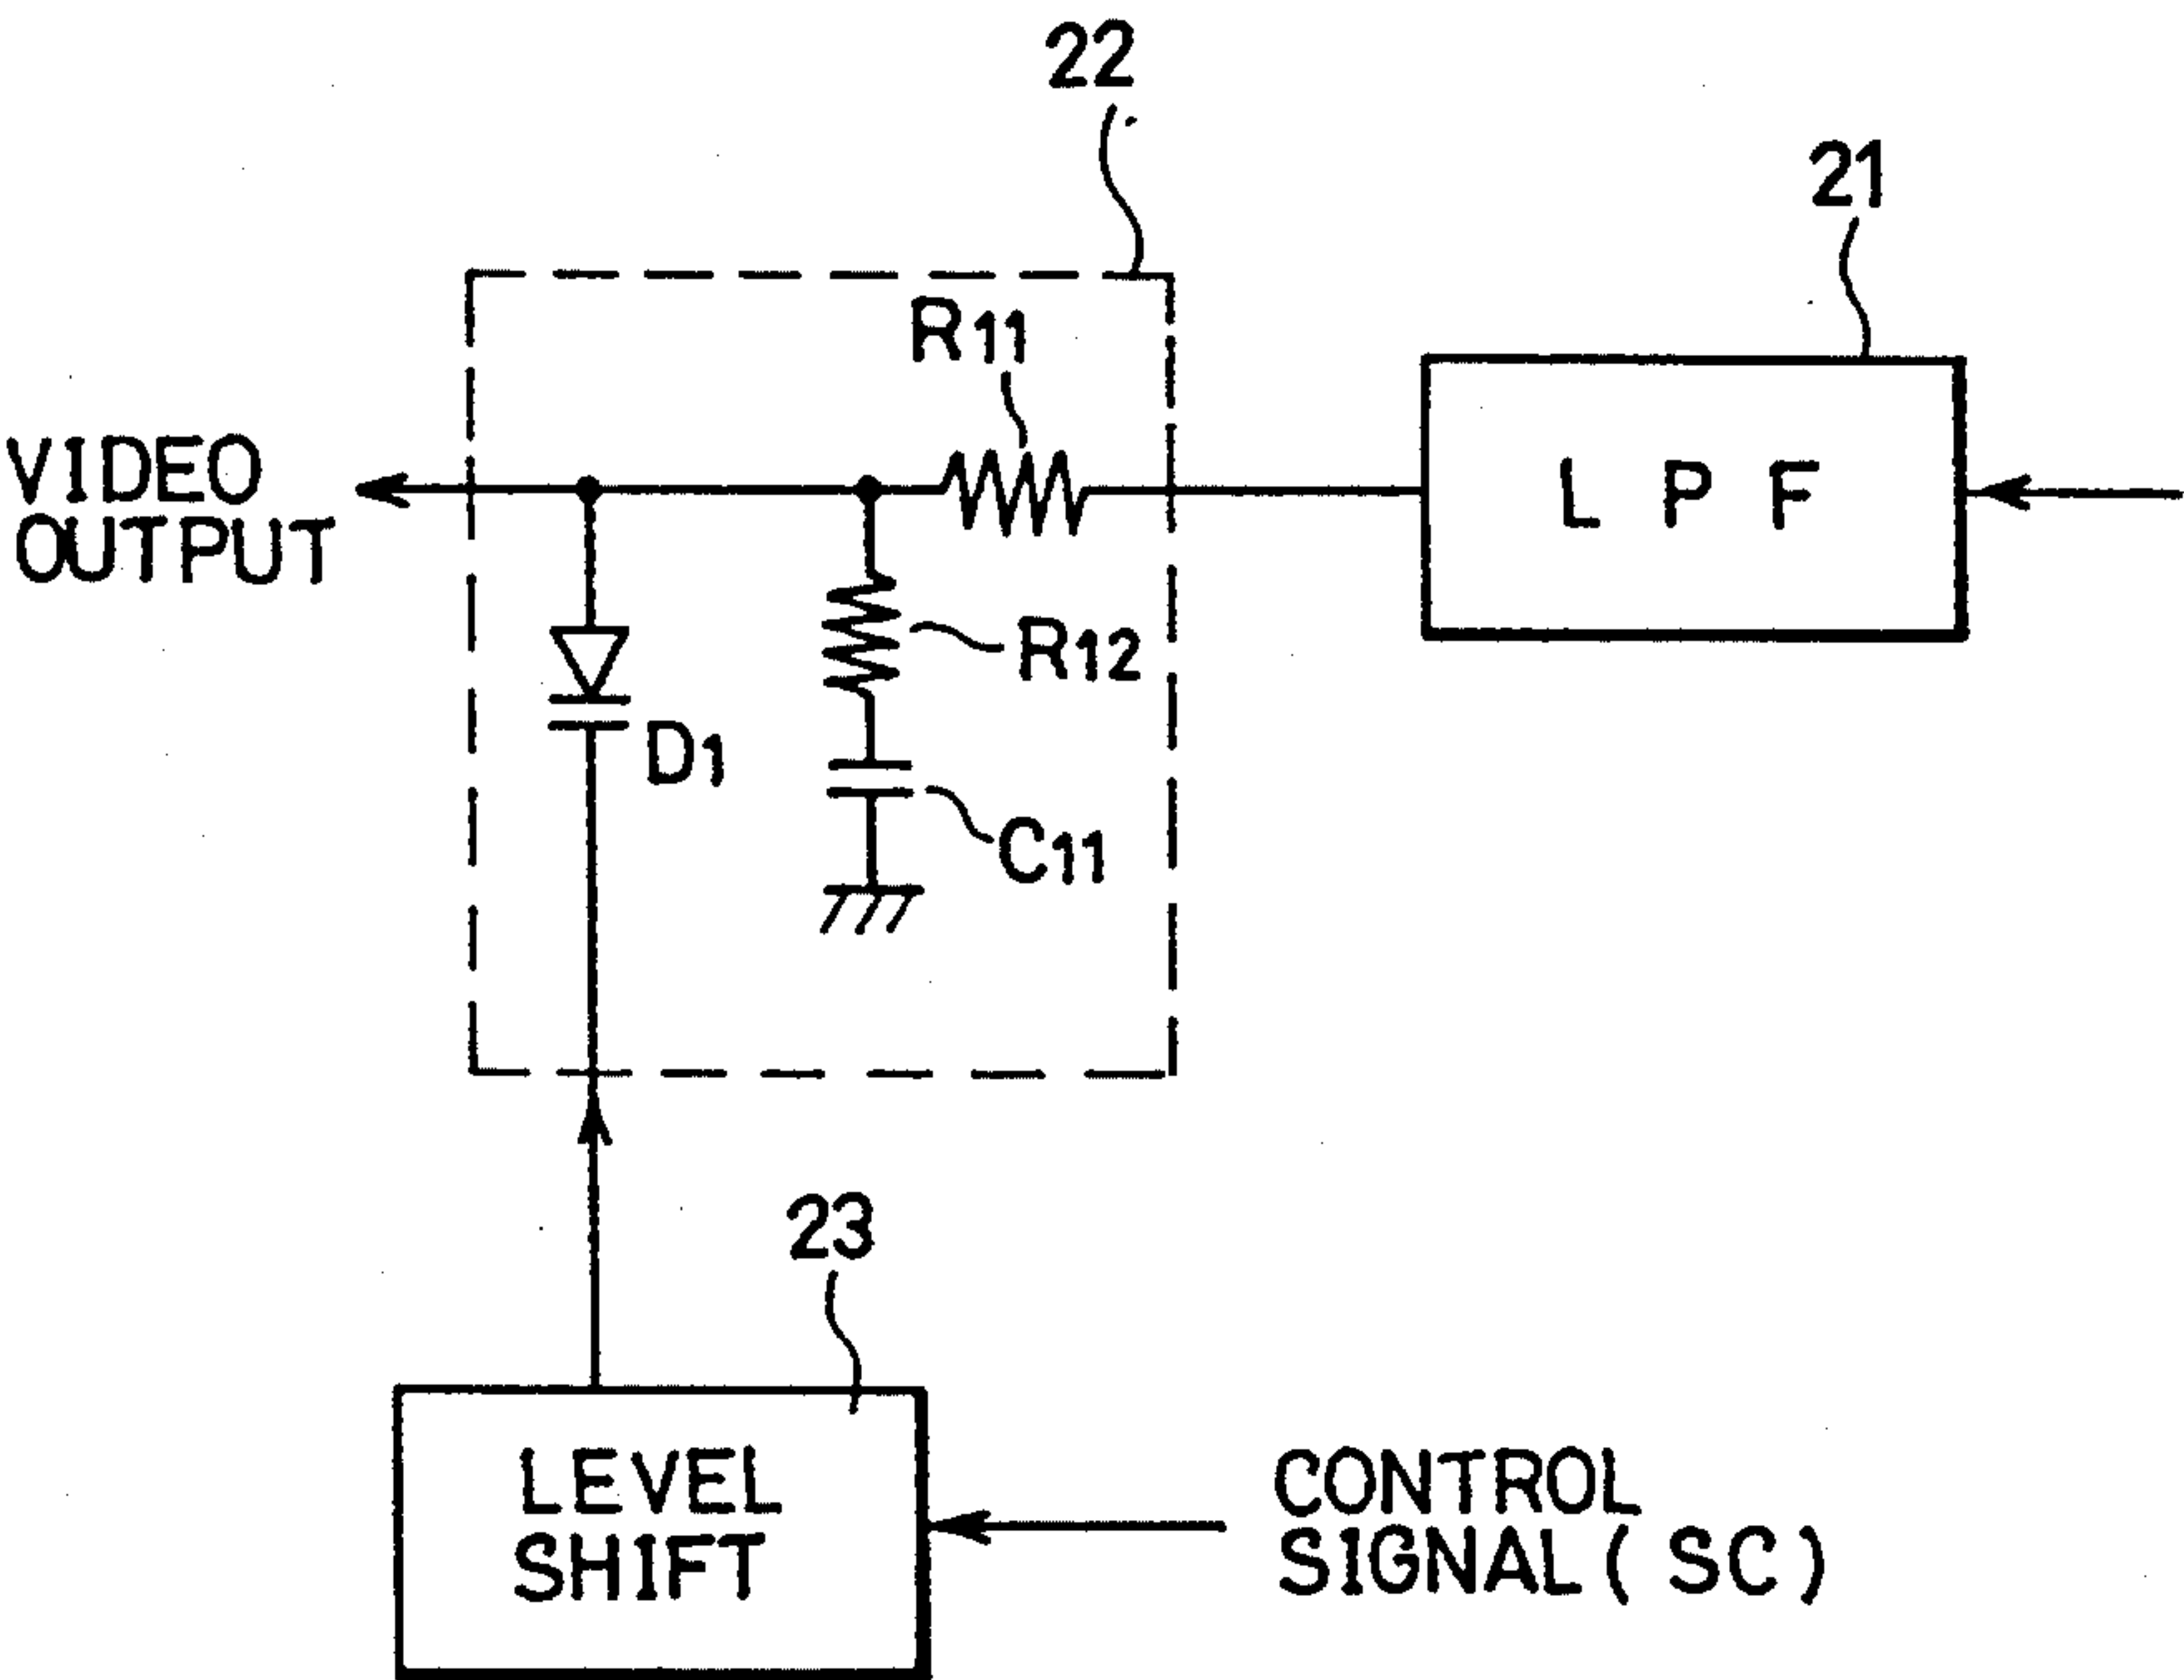 22
21
R11
VIDEO
OUTPUT
L P F
R12
D1
C11
23
LEVEL
SHIFT
CONTROL
SIGNAL ( SC )